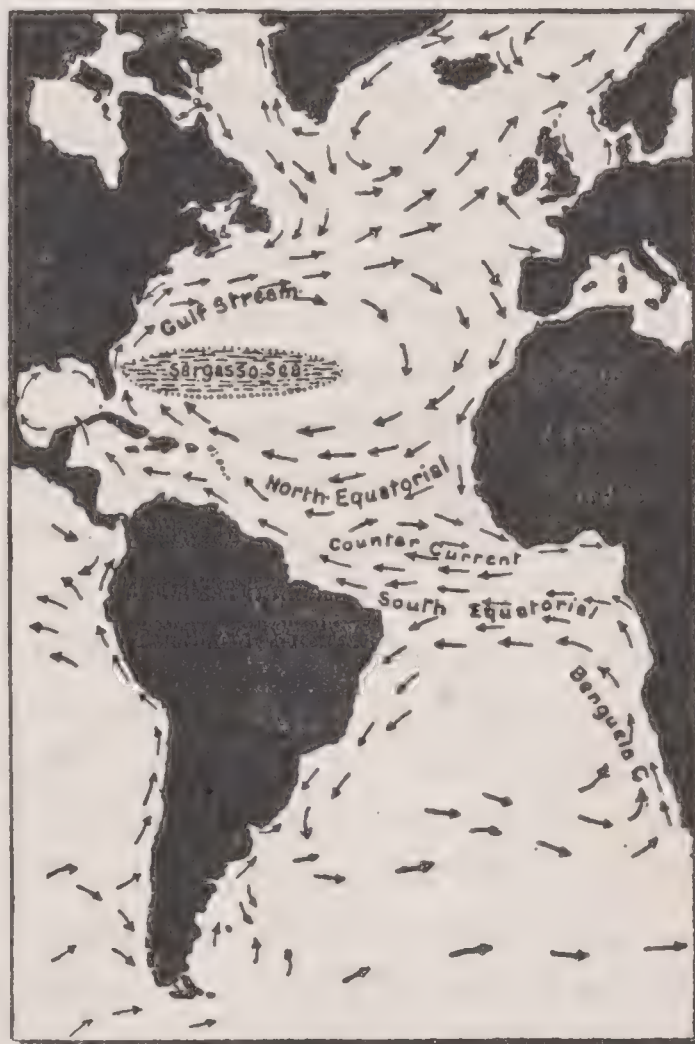 Gulf Stream
Sargasso Sea
North Equatorial
Counter Current
South Equatorial
Benguela C.